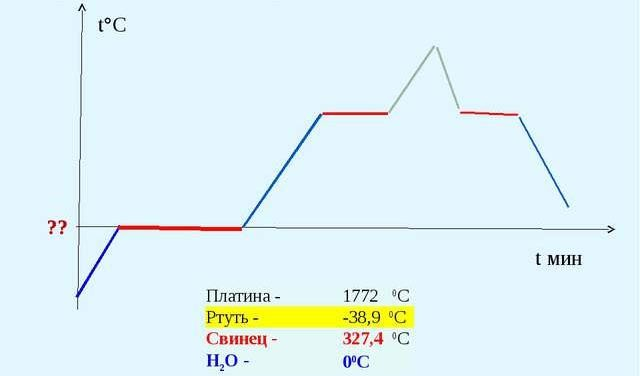 t°C
??
t мин
Платина - 1772 ⁰C
Ртуть - -38,9 ⁰C
Свинец - 327,4 ⁰C
H₂O - 0⁰C